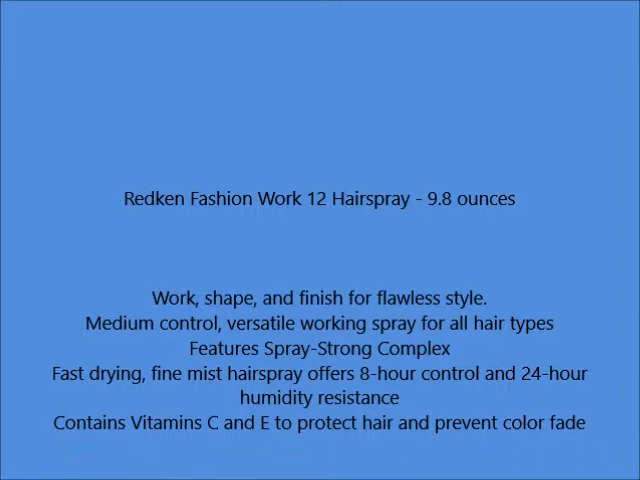 Redken Fashion Work 12 Hairspray - 9.8 ounces
Work, shape, and finish for flawless style.
Medium control, versatile working spray for all hair types
Features Spray-Strong Complex
Fast drying, fine mist hairspray offers 8-hour control and 24-hour
humidity resistance
Contains Vitamins C and E to protect hair and prevent color fade